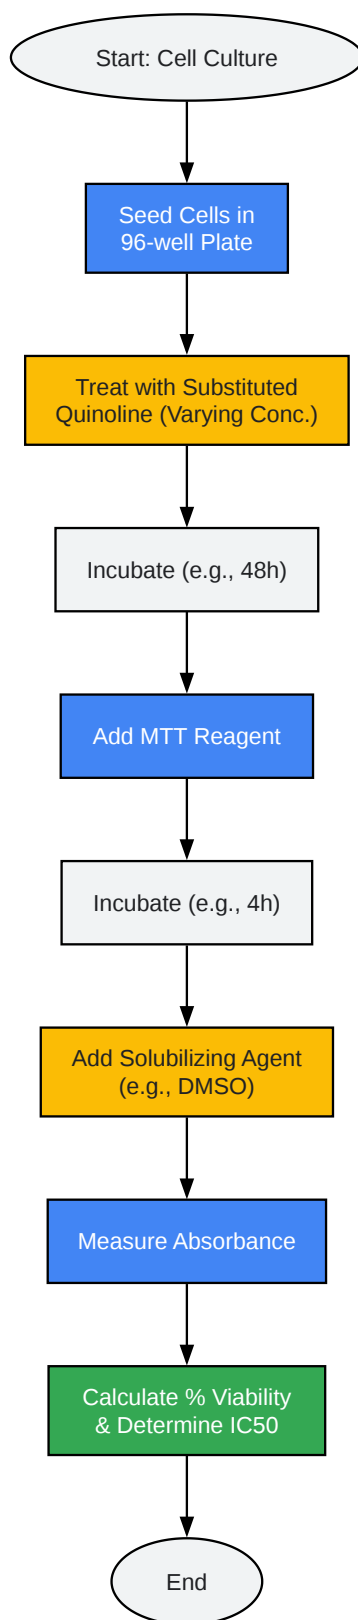 Start: Cell Culture
Seed Cells in
96-well Plate
Treat with Substituted
Quinoline (Varying Conc.)
Incubate (e.g., 48h)
Add MTT Reagent
Incubate (e.g., 4h)
Add Solubilizing Agent
(e.g., DMSO)
Measure Absorbance
Calculate % Viability
& Determine IC50
End